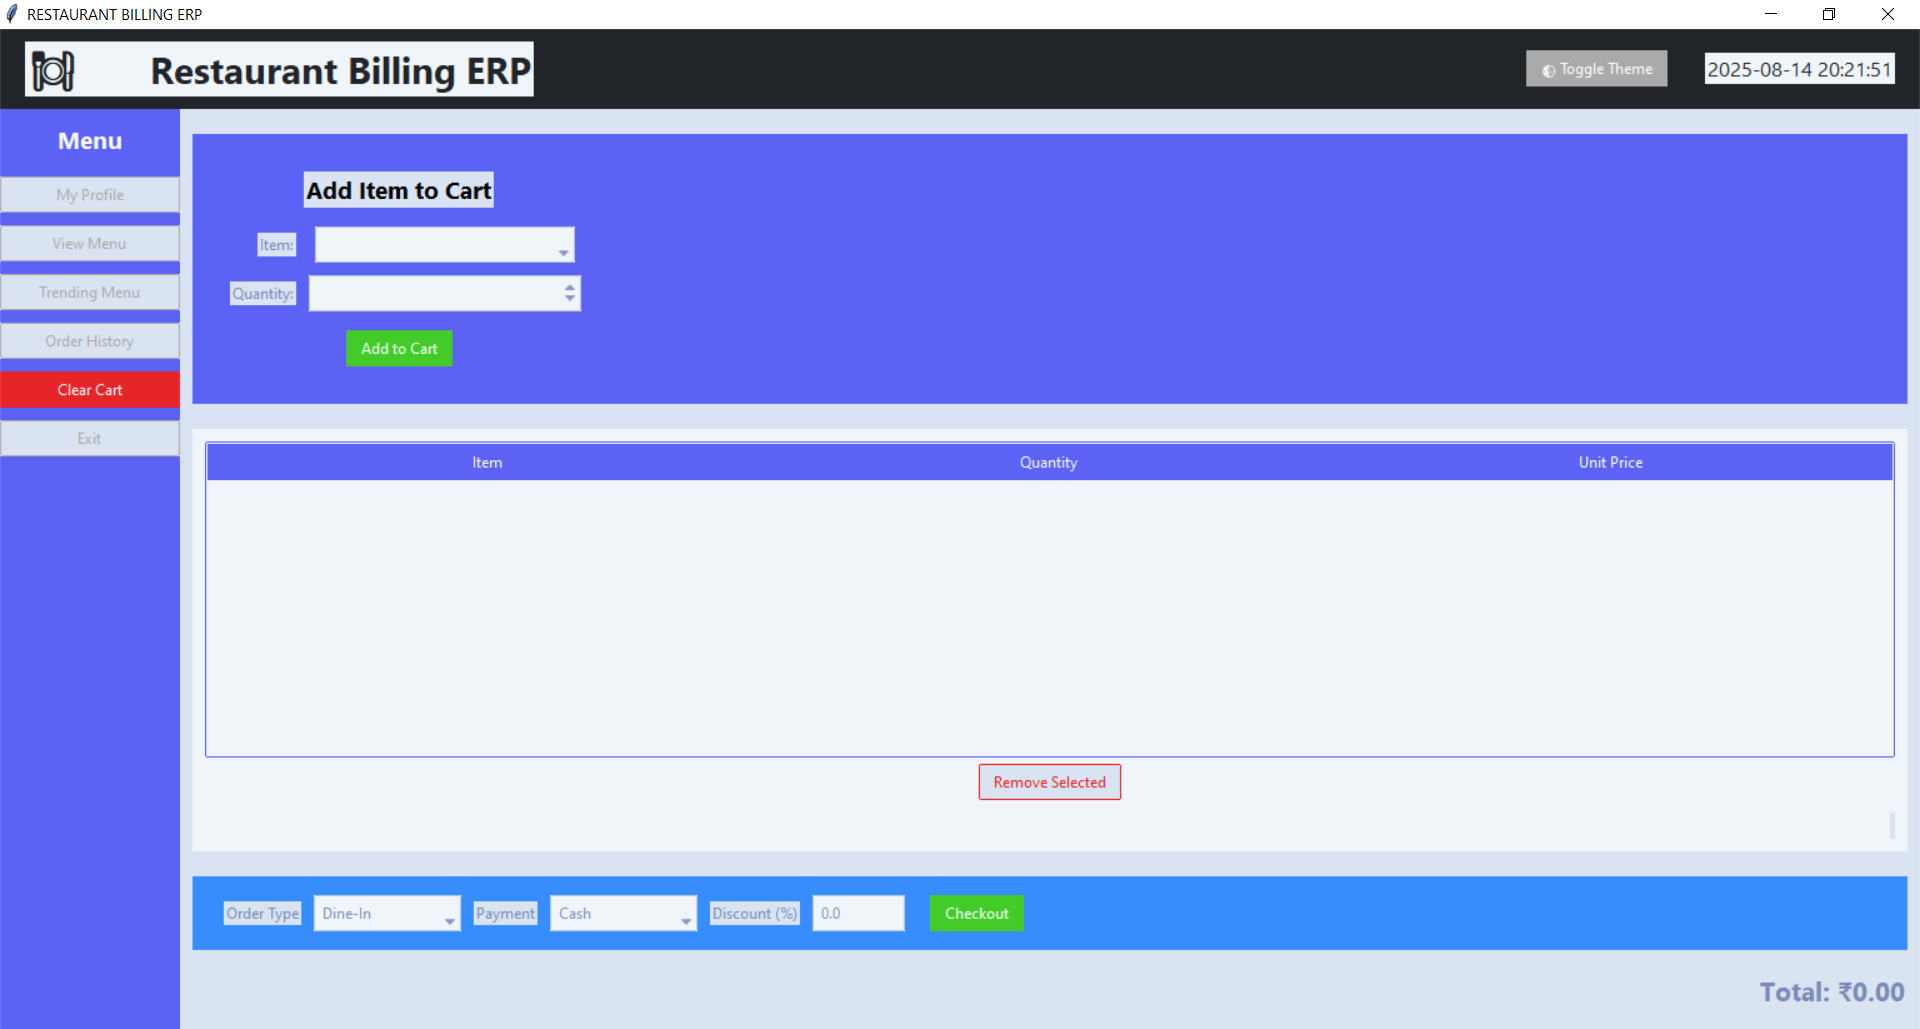 RESTAURANT BILLING ERP
Restaurant Billing ERP
Toggle Theme
2025-08-14 20:21:51
Menu
My Profile
View Menu
Trending Menu
Order History
Clear Cart
Exit
Add Item to Cart
Item:
Quantity:
Add to Cart
Item Quantity Unit Price
Remove Selected
Order Type Dine-In Payment Cash Discount (%) 0.0 Checkout
Total: ₹0.00